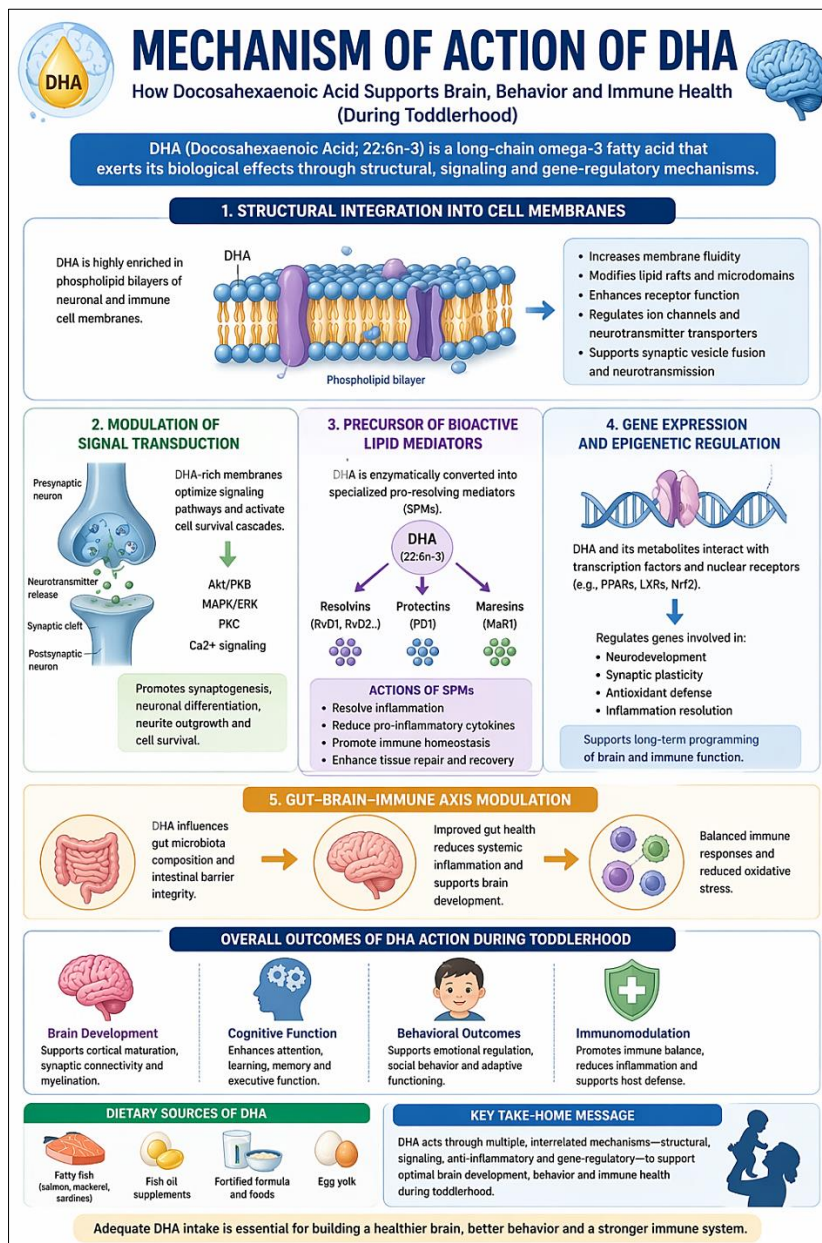 DHA
MECHANISM OF ACTION OF DHA
How Docosahexaenoic Acid Supports Brain, Behavior and Immune Health
(During Toddlerhood)
DHA (Docosahexaenoic Acid; 22:6n-3) is a long-chain omega-3 fatty acid that
exerts its biological effects through structural, signaling and gene-regulatory mechanisms.
1. STRUCTURAL INTEGRATION INTO CELL MEMBRANES
DHA is highly enriched in
phospholipid bilayers of
neuronal and immune
cell membranes.
DHA
Phospholipid bilayer
• Increases membrane fluidity
• Modifies lipid rafts and microdomains
• Enhances receptor function
• Regulates ion channels and
neurotransmitter transporters
• Supports synaptic vesicle fusion
and neurotransmission
2. MODULATION OF
SIGNAL TRANSDUCTION
Presynaptic
neuron
Neurotransmitter
release
Synaptic cleft
Postsynaptic
neuron
DHA-rich membranes
optimize signaling
pathways and activate
cell survival cascades.
Akt/PKB
MAPK/ERK
PKC
Ca2+ signaling
Promotes synaptogenesis,
neuronal differentiation,
neurite outgrowth and
cell survival.
3. PRECURSOR OF BIOACTIVE
LIPID MEDIATORS
DHA is enzymatically converted into
specialized pro-resolving mediators
(SPMs).
DHA
(22:6n-3)
Resolvins
(RvD1, RvD2..)
Protectins
(PD1)
Maresins
(MaR1)
ACTIONS OF SPMs
• Resolve inflammation
• Reduce pro-inflammatory cytokines
• Promote immune homeostasis
• Enhance tissue repair and recovery
4. GENE EXPRESSION
AND EPIGENETIC REGULATION
DHA and its metabolites interact with
transcription factors and nuclear receptors
(e.g., PPARs, LXRs, Nrf2).
Regulates genes involved in:
• Neurodevelopment
• Synaptic plasticity
• Antioxidant defense
• Inflammation resolution
Supports long-term programming
of brain and immune function.
5. GUT–BRAIN–IMMUNE AXIS MODULATION
DHA influences
gut microbiota
composition and
intestinal barrier
integrity.
Improved gut health
reduces systemic
inflammation and
supports brain
development.
Balanced immune
responses and
reduced oxidative
stress.
OVERALL OUTCOMES OF DHA ACTION DURING TODDLERHOOD
Brain Development
Supports cortical maturation,
synaptic connectivity and
myelination.
Cognitive Function
Enhances attention,
learning, memory and
executive function.
Behavioral Outcomes
Supports emotional regulation,
social behavior and adaptive
functioning.
Immunomodulation
Promotes immune balance,
reduces inflammation and
supports host defense.
DIETARY SOURCES OF DHA
Fatty fish
(salmon, mackerel,
sardines)
Fish oil
supplements
Fortified formula
and foods
Egg yolk
KEY TAKE-HOME MESSAGE
DHA acts through multiple, interrelated mechanisms—structural,
signaling, anti-inflammatory and gene-regulatory—to support
optimal brain development, behavior and immune health
during toddlerhood.
Adequate DHA intake is essential for building a healthier brain, better behavior and a stronger immune system.